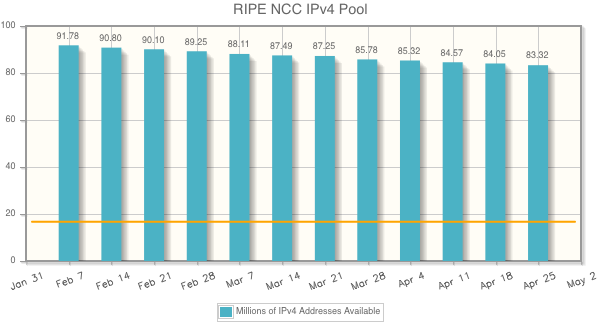 RIPE NCC IPv4 Pool
100
80
60
40
20
0
91.78 90.80 90.10 89.25 88.11 87.49 87.25 85.78 85.32 84.57 84.05 83.32
Jan 31 Feb 7 Feb 14 Feb 21 Feb 28 Mar 7 Mar 14 Mar 21 Mar 28 Apr 4 Apr 11 Apr 18 Apr 25 May 2
Millions of IPv4 Addresses Available